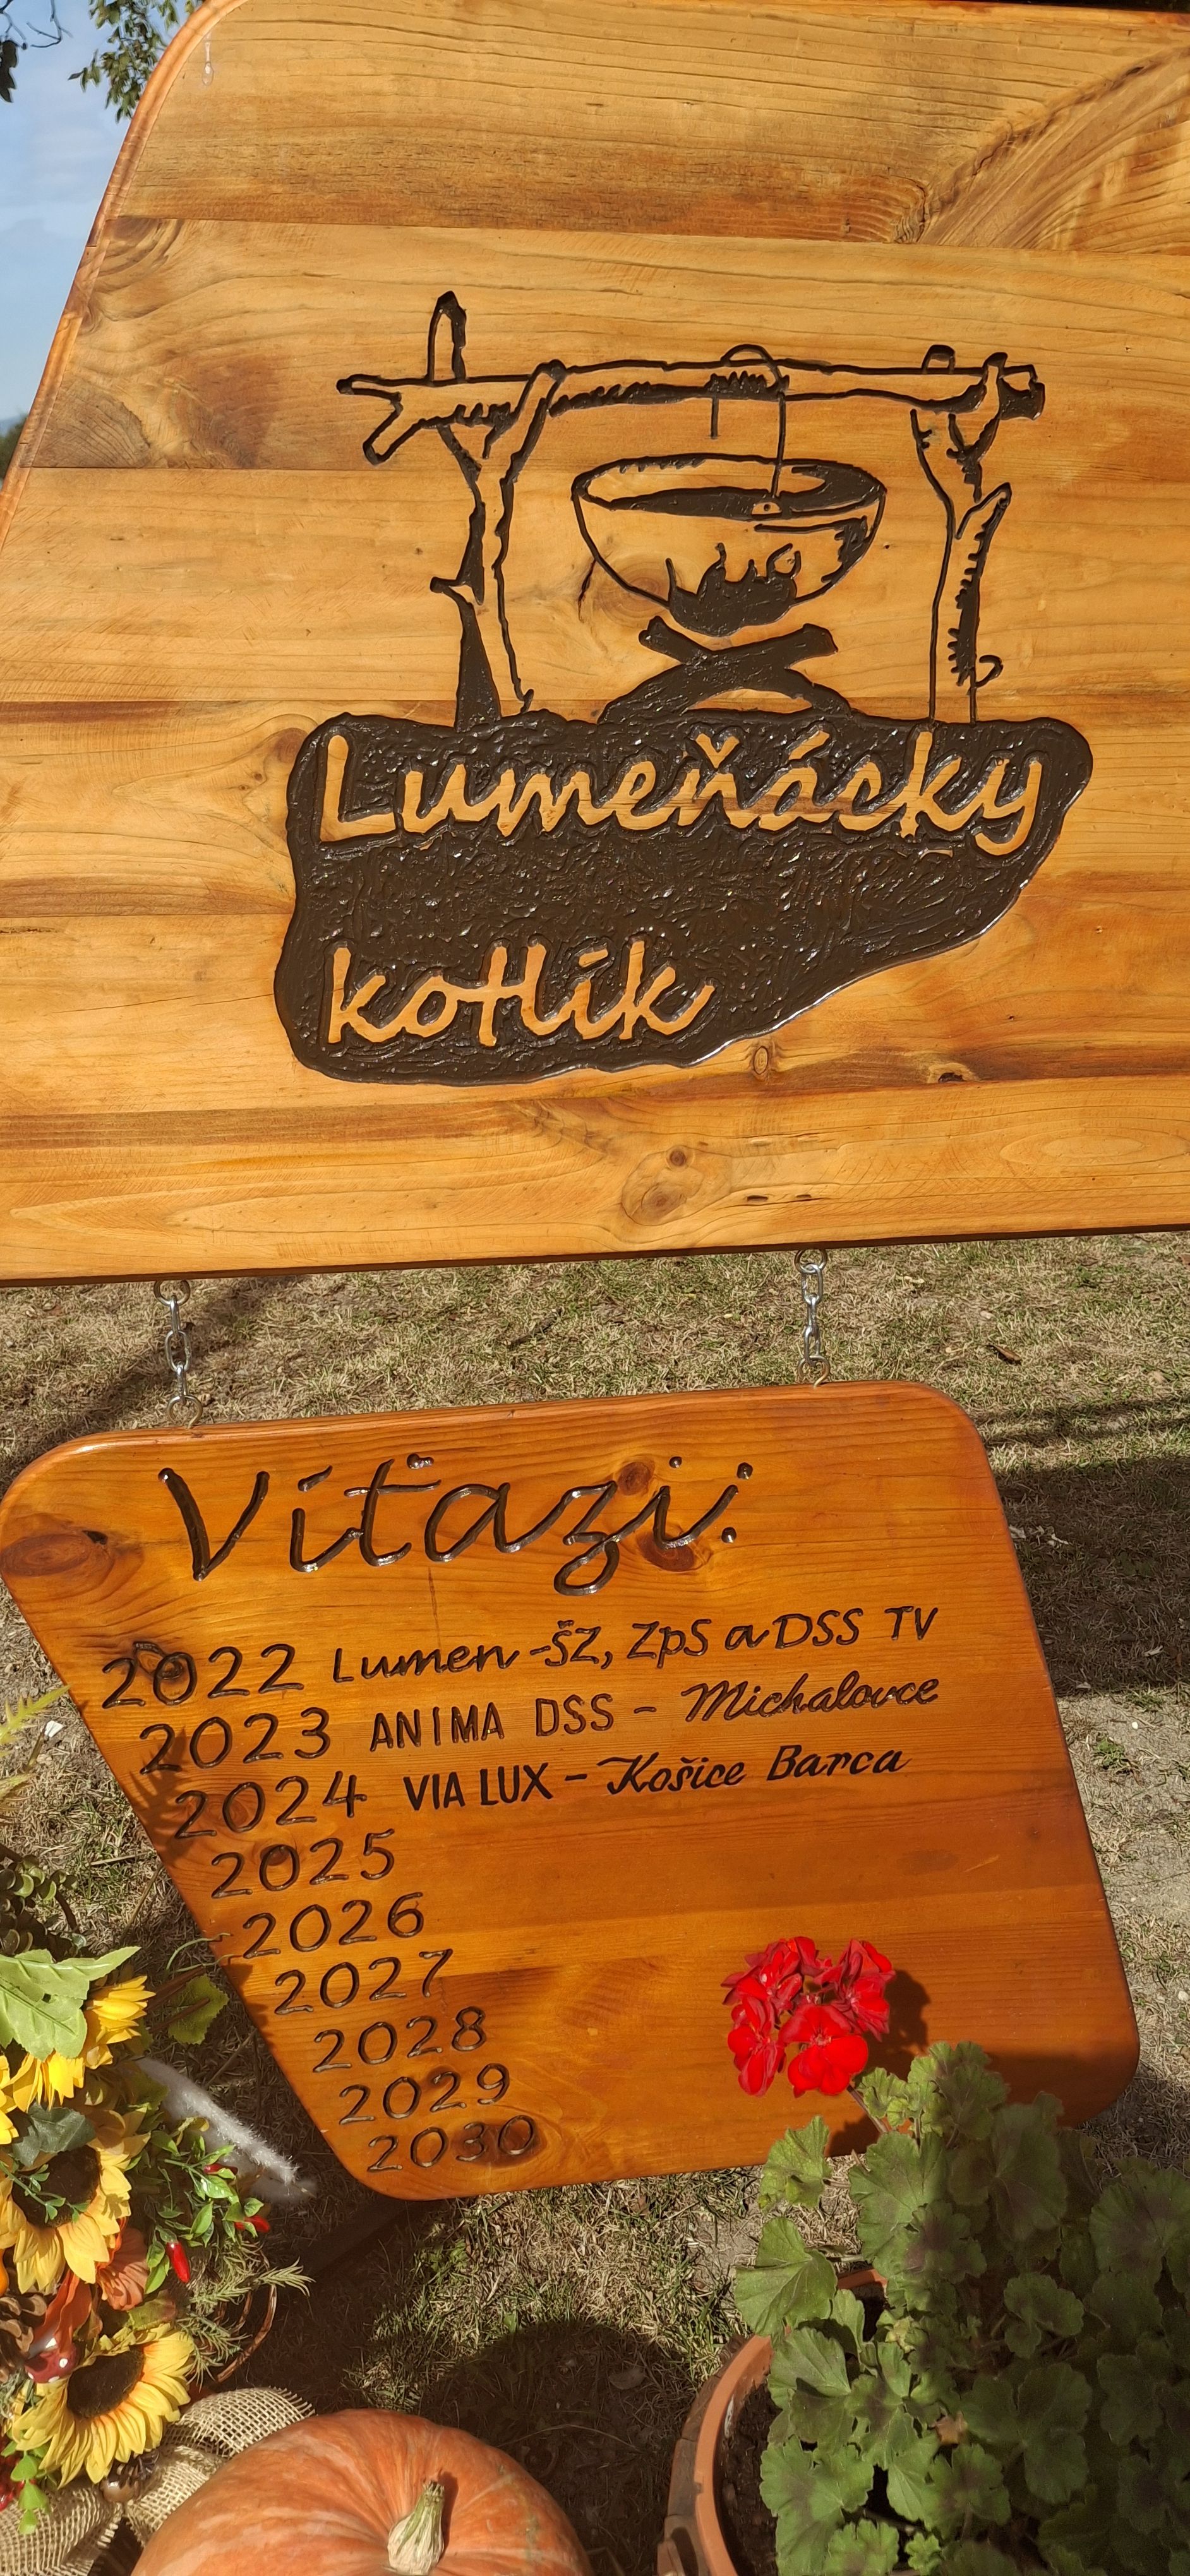 Lumeňácky
kotlík
Víťazi:
2022 Lumen-ŠZ, ZpS a DSS TV
2023 ANIMA DSS - Michalovce
2024 VIA LUX - Košice Barca
2025
2026
2027
2028
2029
2030